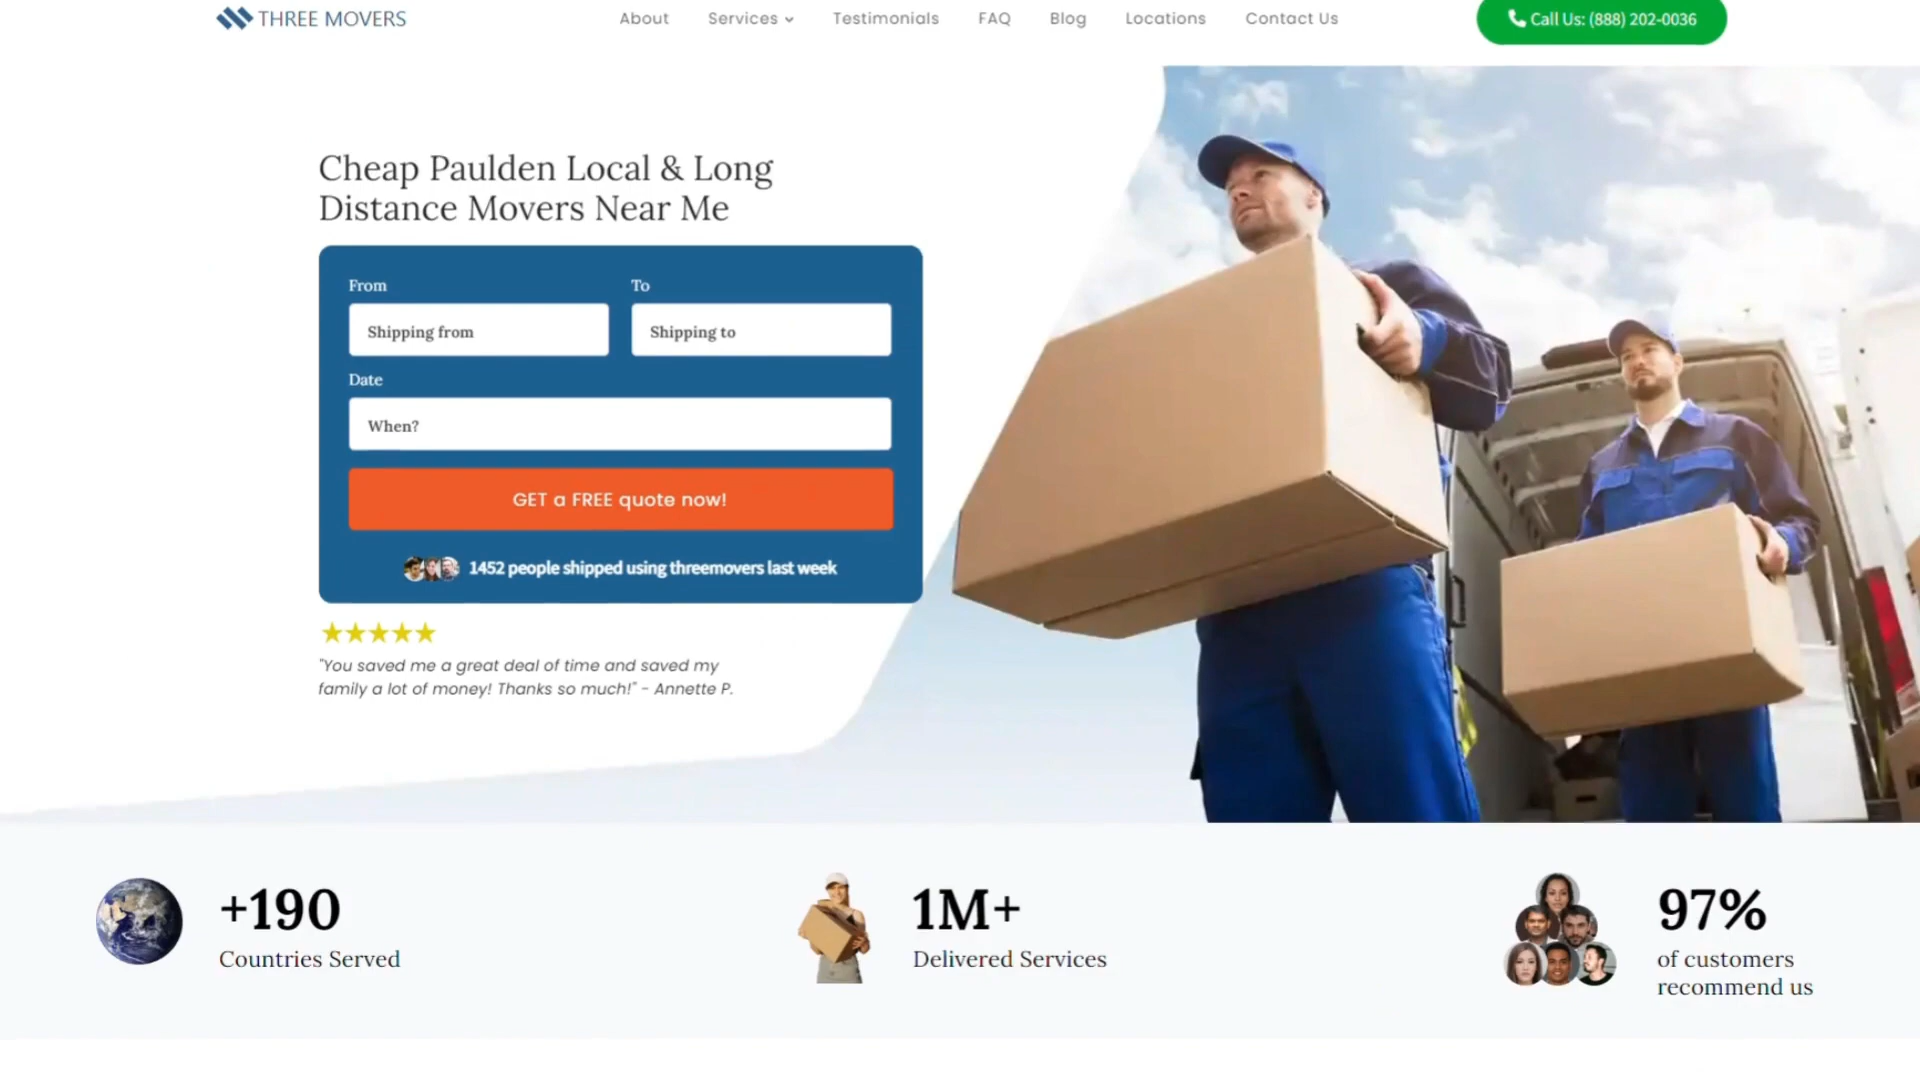 THREE MOVERS
About
Services
Testimonials
FAQ
Blog
Locations
Contact Us
Call Us: (888) 202-0036
Cheap Paulden Local & Long
Distance Movers Near Me
From
To
Shipping from
Shipping to
Date
When?
GET a FREE quote now!
1452 people shipped using threemovers last week
"You saved me a great deal of time and saved my
family a lot of money! Thanks so much!" - Annette P.
+190
Countries Served
1M+
Delivered Services
97%
of customers
recommend us